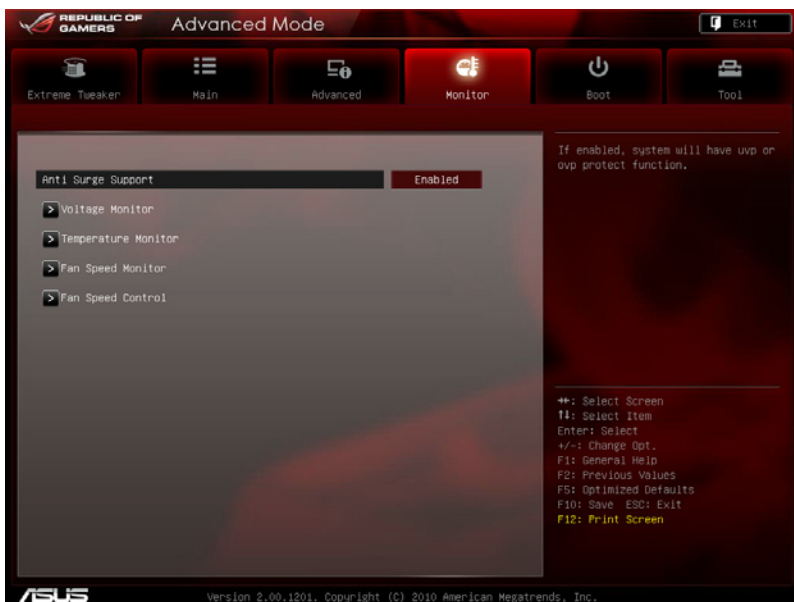 REPUBLIC OF
GAMERS
Advanced Mode
Exit
Extreme Tweaker
Main
Advanced
Monitor
Boot
Tool
Anti Surge Support
Enabled
> Voltage Monitor
> Temperature Monitor
> Fan Speed Monitor
> Fan Speed Control
If enabled, system will have uvp or
ovp protect function.
→←: Select Screen
↑↓: Select Item
Enter: Select
+/-: Change Opt.
F1: General Help
F2: Previous Values
F5: Optimized Defaults
F10: Save ESC: Exit
F12: Print Screen
ASUS
Version 2.00.1201. Copyright (C) 2010 American Megatrends, Inc.